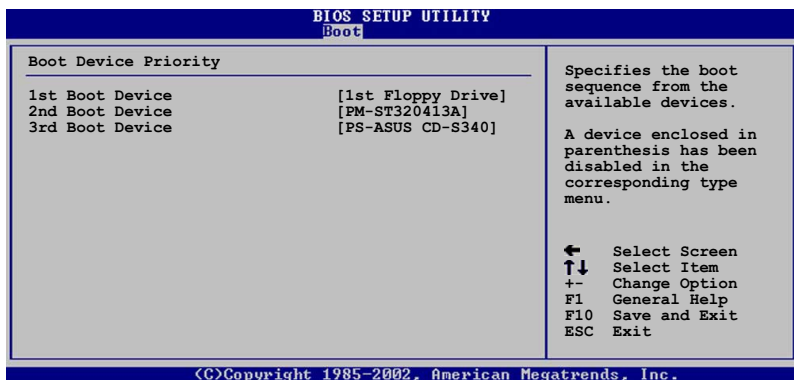 BIOS SETUP UTILITY
Boot
Boot Device Priority
1st Boot Device [1st Floppy Drive]
2nd Boot Device [PM-ST320413A]
3rd Boot Device [PS-ASUS CD-S340]
Specifies the boot
sequence from the
available devices.
A device enclosed in
parenthesis has been
disabled in the
corresponding type
menu.
← Select Screen
↑↓ Select Item
+- Change Option
F1 General Help
F10 Save and Exit
ESC Exit
(C)Copyright 1985-2002, American Megatrends, Inc.